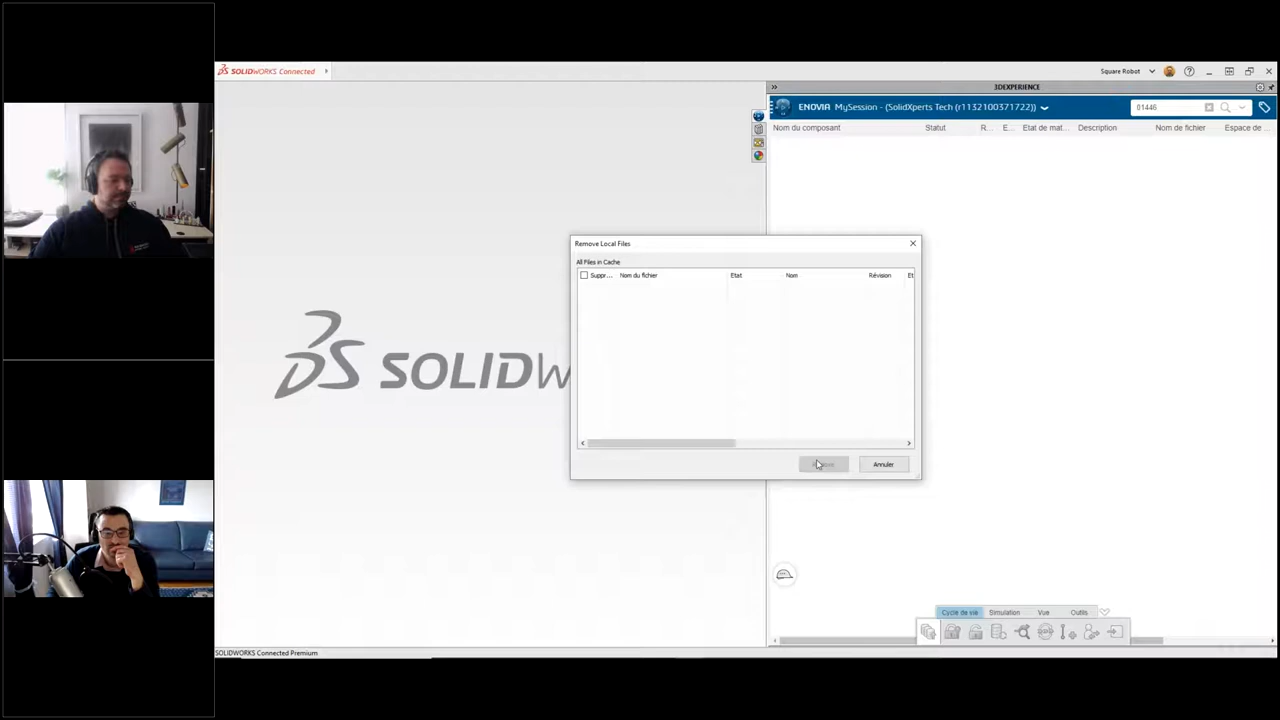 SOLIDWORKS Connected
Square Robot
3DEXPERIENCE
ENOVIA MySession - (SolidXperts Tech (r1132100371722))
01446
Nom du composant Statut R... E... Etat de mat... Description Nom de fichier Espace de ...
Remove Local Files
All Files in Cache
Suppr... Nom du fichier Etat Nom Révision Et
SOLIDW
Annuler
Cycle de vie Simulation Vue Outils
SOLIDWORKS Connected Premium